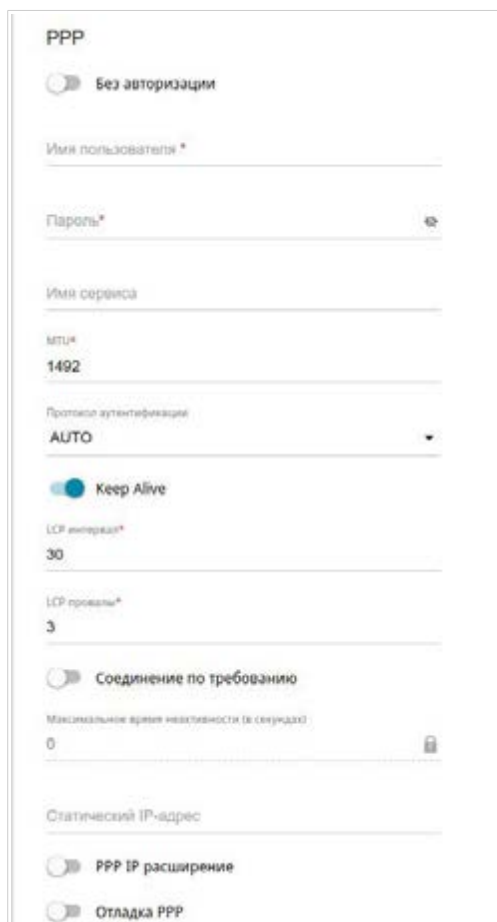 PPP
Без авторизации
Имя пользователя *
Пароль*
Имя сервиса
MTU*
1492
Протокол аутентификации
AUTO
Keep Alive
LCP интервал*
30
LCP провалы*
3
Соединение по требованию
Максимальное время неактивности (в секундах)
0
Статический IP-адрес
PPP IP расширение
Отладка PPP